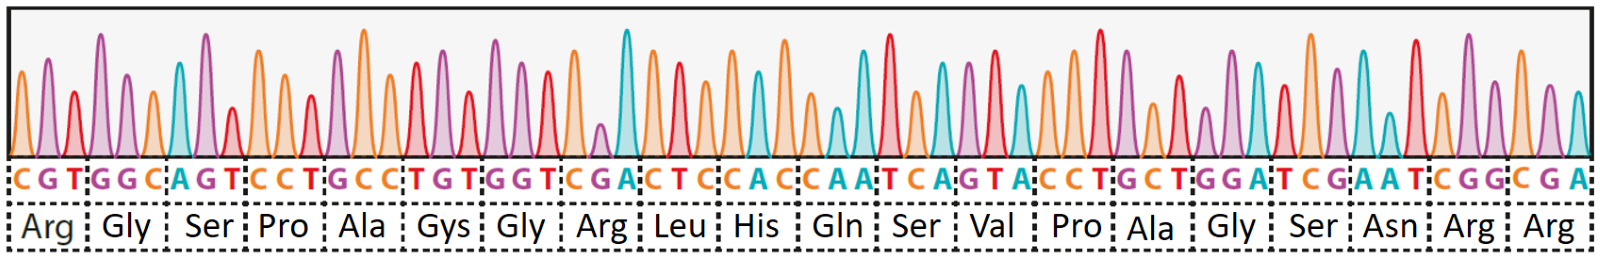 CGTGGCAGTCCTGCCTGTGGTCGACTCCACCAATCAGTACCTGCTGGATCGAATCGGCGA
Arg Gly Ser Pro Ala Gys Gly Arg Leu His Gln Ser Val Pro Ala Gly Ser Asn Arg Arg